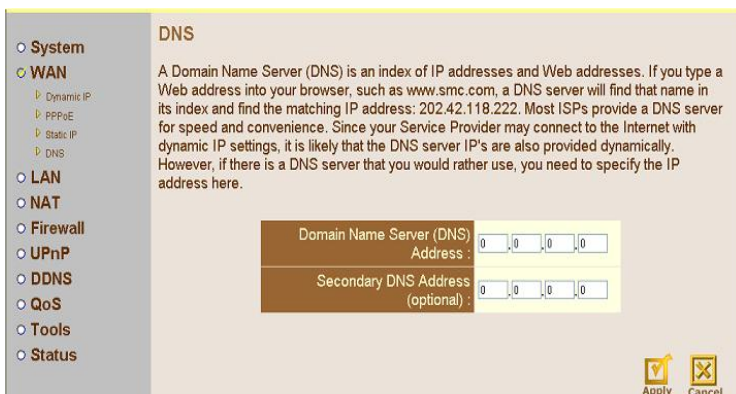 System
WAN
Dynamic IP
PPPoE
Static IP
DNS
LAN
NAT
Firewall
UPnP
DDNS
QoS
Tools
Status
DNS
A Domain Name Server (DNS) is an index of IP addresses and Web addresses. If you type a
Web address into your browser, such as www.smc.com, a DNS server will find that name in
its index and find the matching IP address: 202.42.118.222. Most ISPs provide a DNS server
for speed and convenience. Since your Service Provider may connect to the Internet with
dynamic IP settings, it is likely that the DNS server IP's are also provided dynamically.
However, if there is a DNS server that you would rather use, you need to specify the IP
address here.
Domain Name Server (DNS)
Address : 0 .0 .0 .0
Secondary DNS Address
(optional) : 0 .0 .0 .0
Apply Cancel